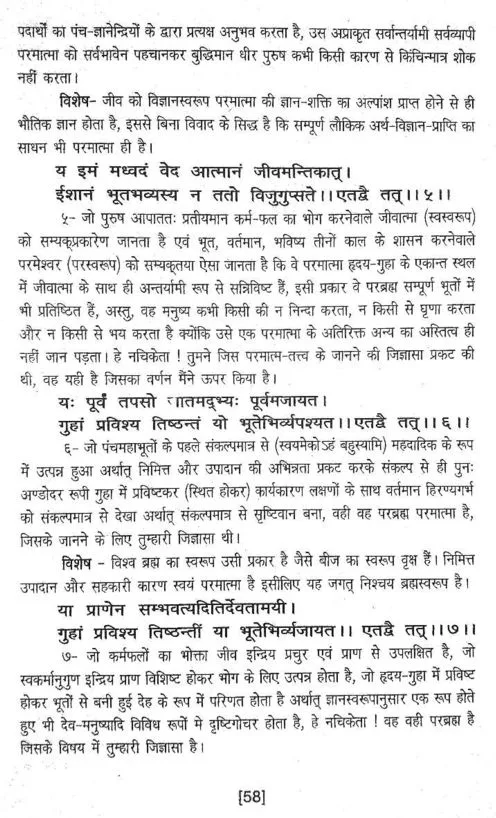 पदार्थों का पंच-ज्ञानेन्द्रियों के द्वारा प्रत्यक्ष अनुभव करता है, उस अप्राकृत सर्वान्तर्यामी सर्वव्यापी
परमात्मा को सर्वभावेन पहचानकर बुद्धिमान धीर पुरुष कभी किसी कारण से किंचिन्मात्र शोक
नहीं करता।
विशेष- जीव को विज्ञानस्वरूप परमात्मा की ज्ञान-शक्ति का अल्पांश प्राप्त होने से ही
भौतिक ज्ञान होता है, इससे बिना विवाद के सिद्ध है कि सम्पूर्ण लौकिक अर्थ-विज्ञान-प्राप्ति का
साधन भी परमात्मा ही है।
य इमं मध्वदं वेद आत्मानं जीवमन्तिकात्।
ईशानं भूतभव्यस्य न ततो विजुगुप्सते।।एतद्वै तत्।।५।।
५- जो पुरुष आपाततः प्रतीयमान कर्म-फल का भोग करनेवाले जीवात्मा (स्वस्वरूप)
को सम्यक्प्रकारेण जानता है एवं भूत, वर्तमान, भविष्य तीनों काल के शासन करनेवाले
परमेश्वर (परस्वरूप) को सम्यक्तया ऐसा जानता है कि वे परमात्मा हृदय-गुहा के एकान्त स्थल
में जीवात्मा के साथ ही अन्तर्यामी रूप से सन्निविष्ट हैं, इसी प्रकार वे परब्रह्म सम्पूर्ण भूतों में
भी प्रतिष्ठित हैं, अस्तु, वह मनुष्य कभी किसी की न निन्दा करता, न किसी से घृणा करता
और न किसी से भय करता है क्योंकि उसे एक परमात्मा के अतिरिक्त अन्य का अस्तित्व ही
नहीं जान पड़ता। हे नचिकेता ! तुमने जिस परमात्म-तत्त्व के जानने की जिज्ञासा प्रकट की
थी, वह यही है जिसका वर्णन मैंने ऊपर किया है।
यः पूर्वं तपसो पूर्वमजायत।
गुहां प्रविश्य तिष्ठन्तं यो भूतेभिर्व्यपश्यत।।एतद्वै तत्।।६।।
६- जो पंचमहाभूतों के पहले संकल्पमात्र से (स्वयमेकोऽहं बहुस्यामि) महदादिक के रूप
में उत्पन्न हुआ अर्थात् निमित्त और उपादान की अभिन्नता प्रकट करके संकल्प से ही पुनः
अण्डोदर रूपी गुहा में प्रविष्टकर (स्थित होकर) कार्यकारण लक्षणों के साथ वर्तमान हिरण्यगर्भ
को संकल्पमात्र से देखा अर्थात् संकल्पमात्र से सृष्टिवान बना, वही वह परब्रह्म परमात्मा है,
जिसके जानने के लिए तुम्हारी जिज्ञासा थी।
विशेष - विश्व ब्रह्म का स्वरूप उसी प्रकार है जैसे बीज का स्वरूप वृक्ष हैं। निमित्त
उपादान और सहकारी कारण स्वयं परमात्मा है इसीलिए यह जगत् निश्चय ब्रह्मस्वरूप है।
या प्राणेन सम्भवत्यदितिर्देवतामयी।
गुहां प्रविश्य तिष्ठन्तीं या भूतेभिर्व्यजायत।। एतद्वै तत्।।७।।
७- जो कर्मफलों का भोक्ता जीव इन्द्रिय प्रचुर एवं प्राण से उपलक्षित है, जो
स्वकर्मानुगुण इन्द्रिय प्राण विशिष्ट होकर भोग के लिए उत्पन्न होता है, जो हृदय-गुहा में प्रविष्ट
होकर भूतों से बनी हुई देह के रूप में परिणत होता है अर्थात् ज्ञानस्वरूपानुसार एक रूप होते
हुए भी देव-मनुष्यादि विविध रूपों मे दृष्टिगोचर होता है, हे नचिकेता ! वह वही परब्रह्म है
जिसके विषय में तुम्हारी जिज्ञासा है।
[58]